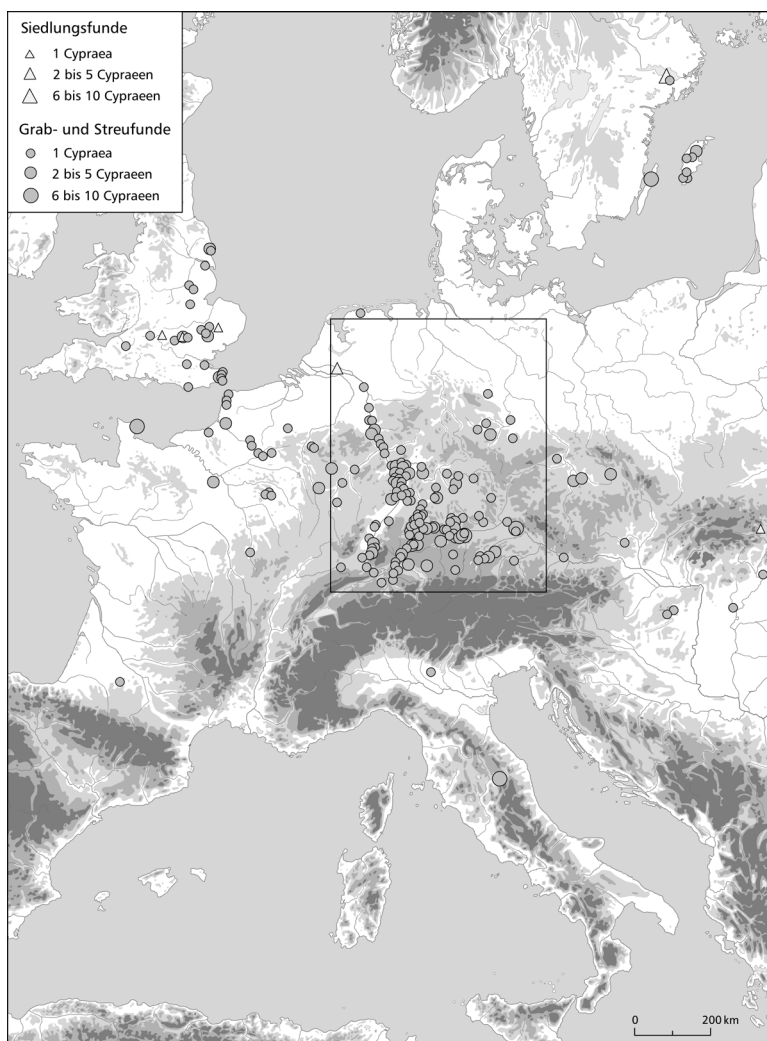 Siedlungsfunde
1 Cypraea
2 bis 5 Cypraeen
6 bis 10 Cypraeen
Grab- und Streufunde
1 Cypraea
2 bis 5 Cypraeen
6 bis 10 Cypraeen
0 200 km